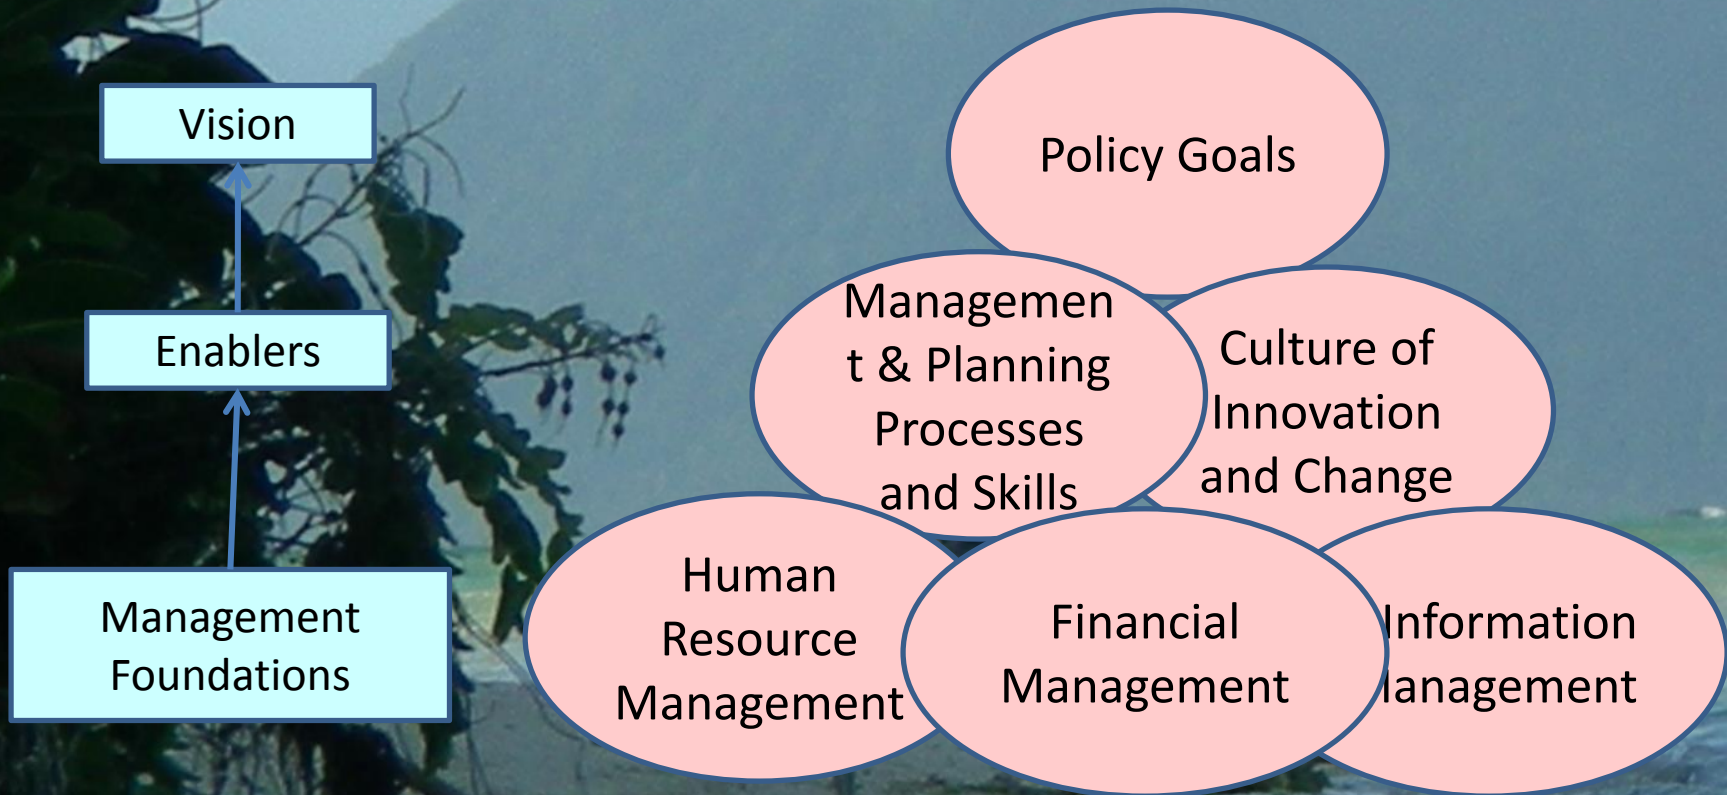 Vision
Enablers
Management
Foundations
Policy Goals
Managemen
t & Planning
Processes
and Skills
Culture of
Innovation
and Change
Human
Resource
Management
Financial
Management
Information
anagement